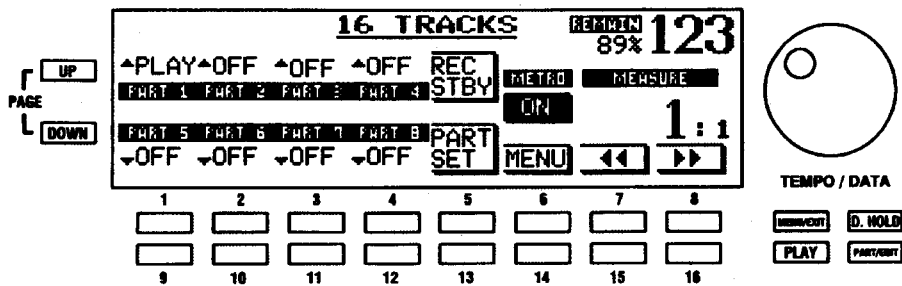 16 TRACKS
REMAIN
89% 123
PLAY OFF OFF OFF REC STBY
PART 1 PART 2 PART 3 PART 4
METRO MEASURE
ON
1 : 1
PART 5 PART 6 PART 7 PART 8 PART SET
OFF OFF OFF OFF MENU
UP
PAGE
DOWN
1 2 3 4 5 6 7 8
9 10 11 12 13 14 15 16
TEMPO / DATA
D. HOLD
PLAY PART/EDIT